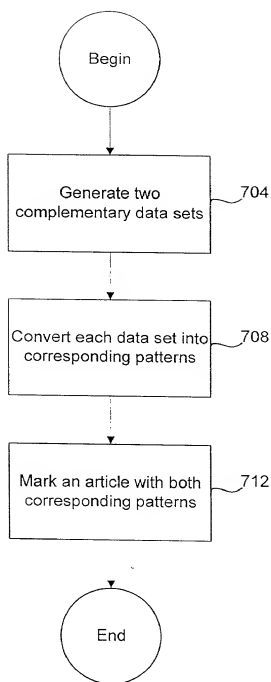 Begin
Generate two
complementary data sets
704
Convert each data set into
corresponding patterns
708
Mark an article with both
corresponding patterns
712
End